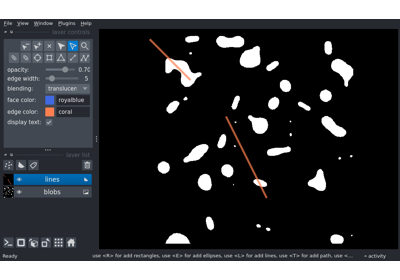 File View Window Plugins Help
layer controls
opacity: 0.70
edge width: 5
blending: translucen
face color: royalblue
edge color: coral
display text:
layer list
lines
blobs
Ready use <R> for add rectangles, use <E> for add ellipses, use <L> for add lines, use <T> for add path, use <... activity